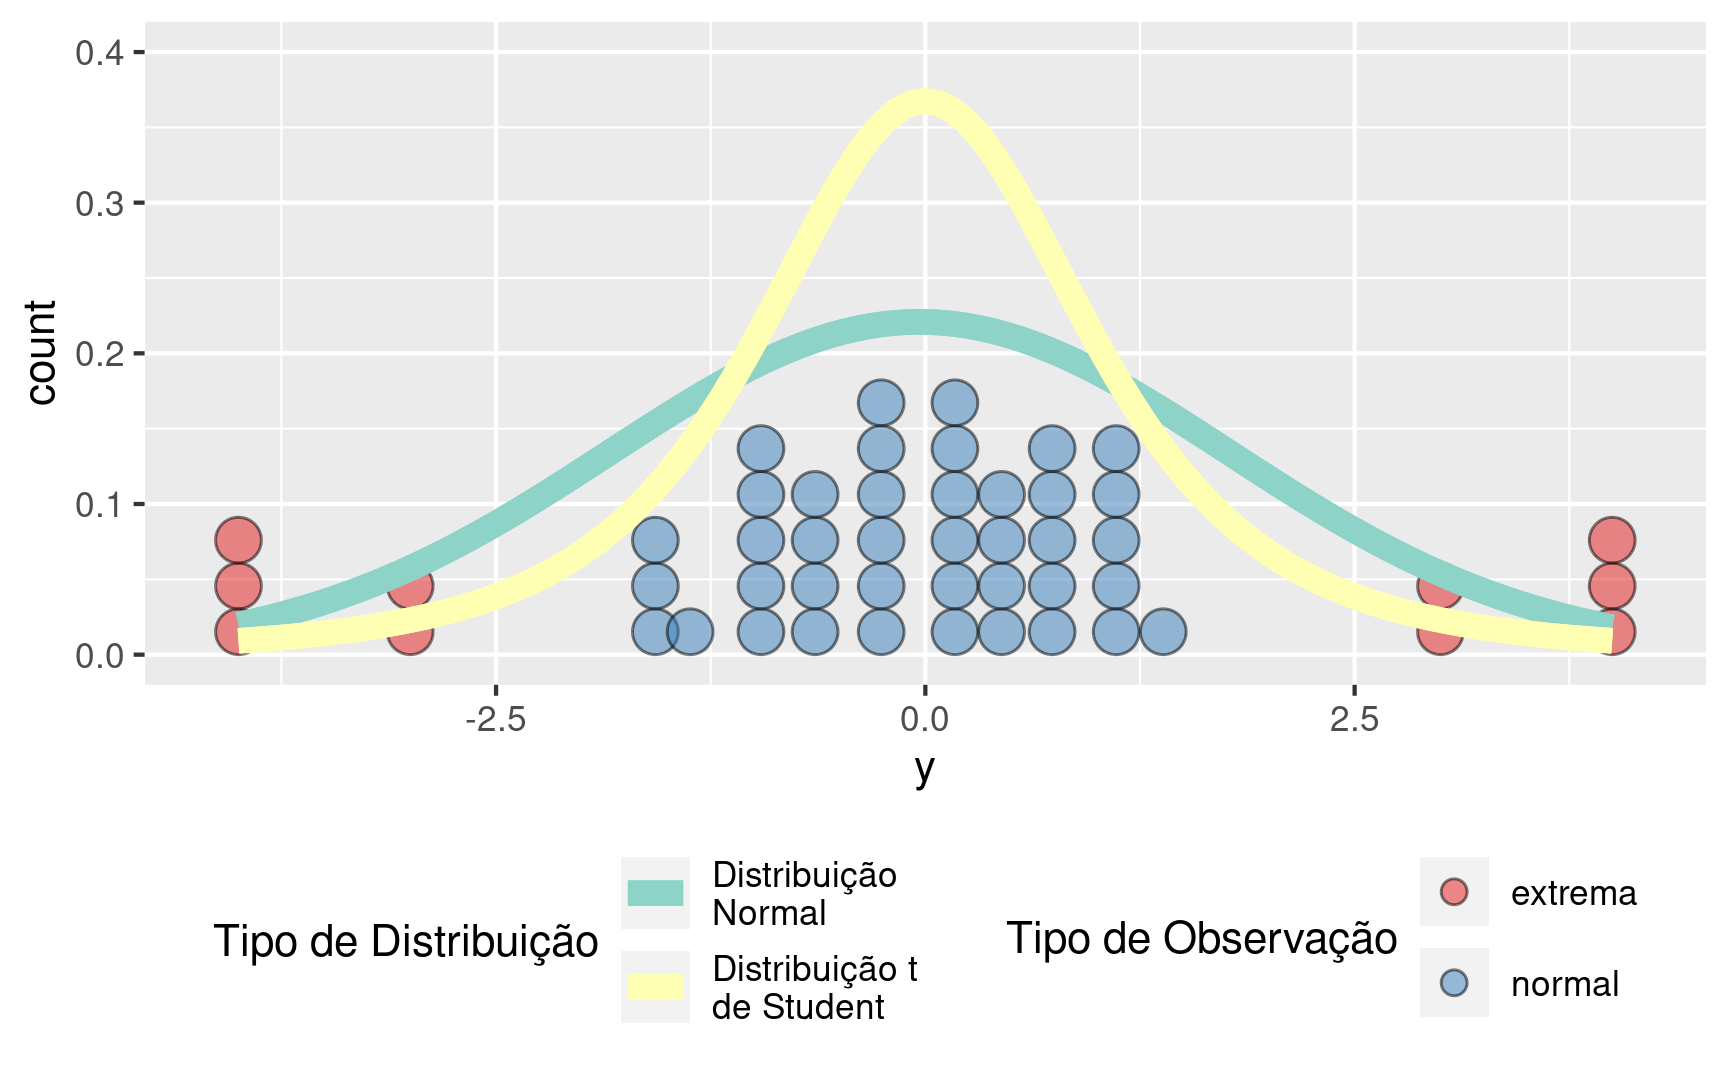 0.4
0.3
0.2
0.1
0.0
count
-2.5
0.0
2.5
y
Tipo de Distribuição
Distribuição
Normal
Distribuição t
de Student
Tipo de Observação
extrema
normal